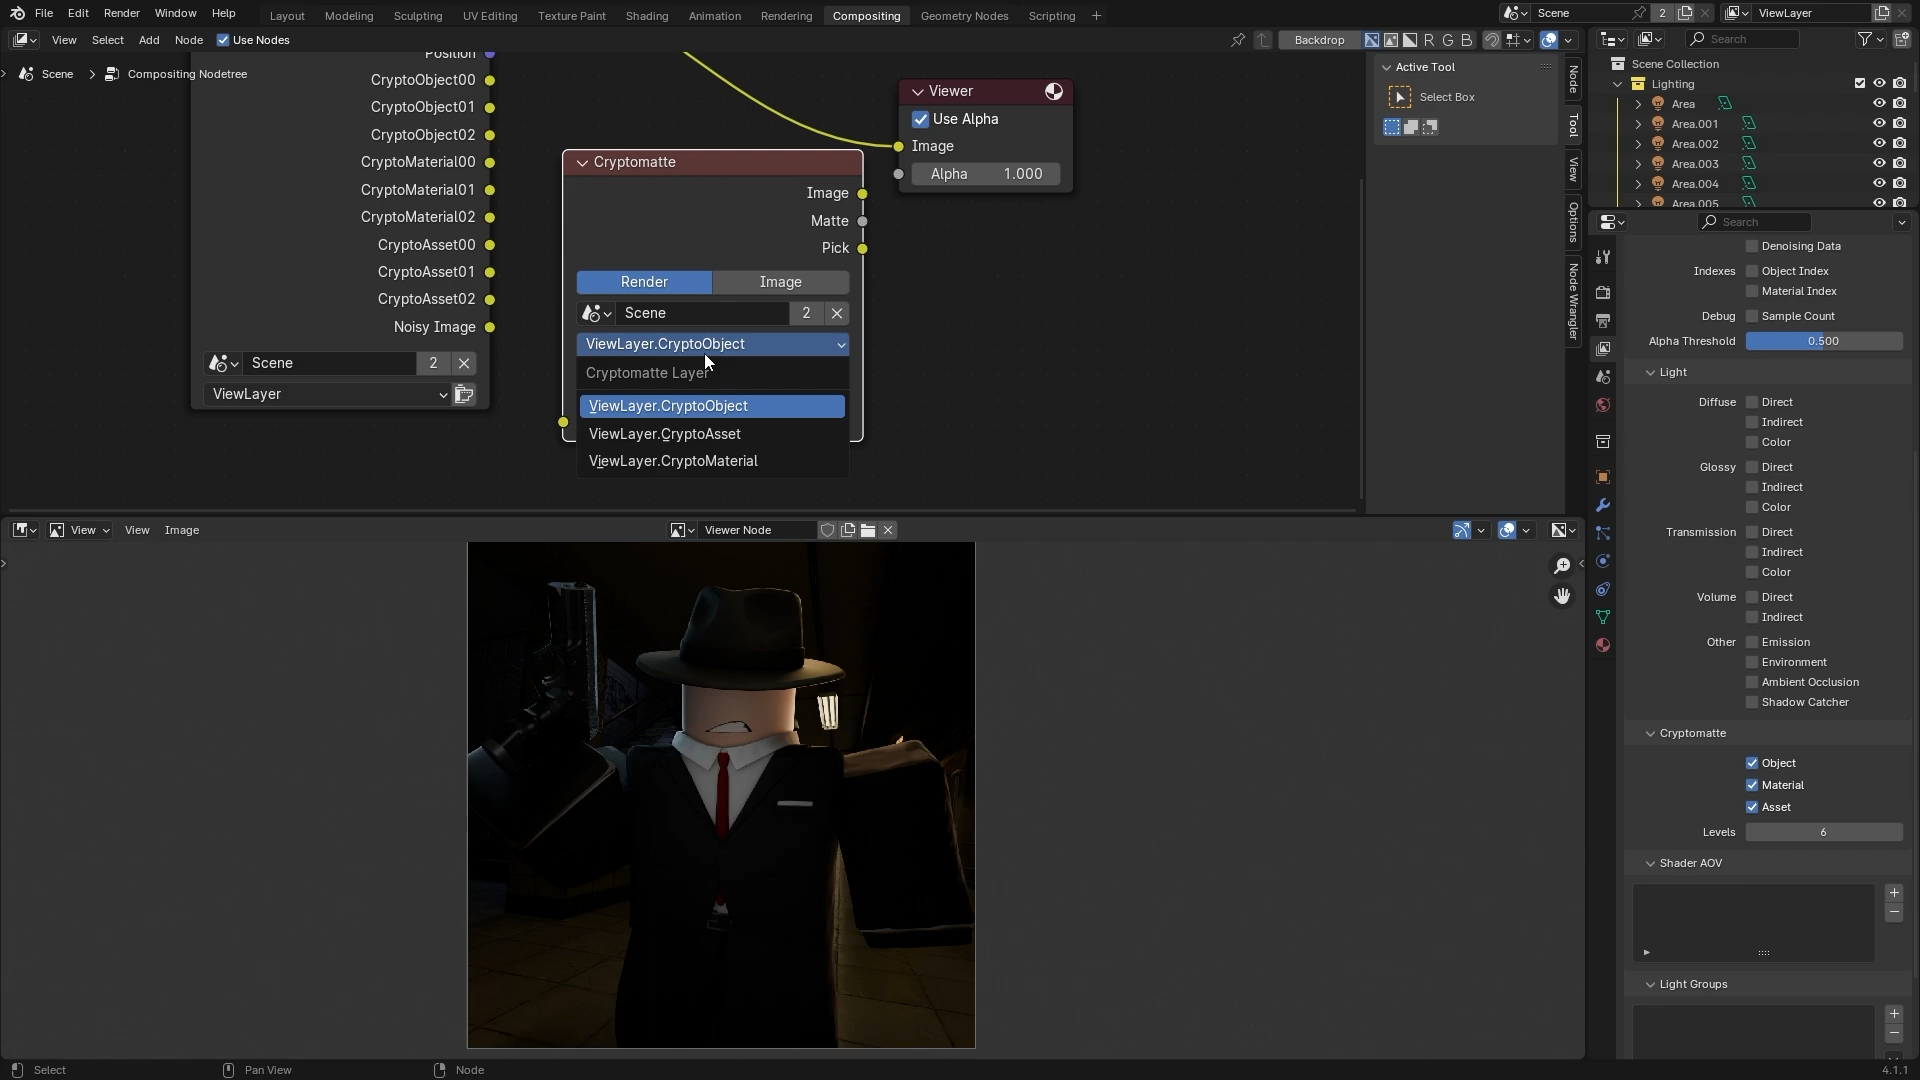 File Edit Render Window Help Layout Modeling Sculpting UV Editing Texture Paint Shading Animation Rendering Compositing Geometry Nodes Scripting Scene 2 ViewLayer
View Select Add Node Use Nodes Backdrop R G B Search
Scene Compositing Nodetree
Position
CryptoObject00
CryptoObject01
CryptoObject02
CryptoMaterial00
CryptoMaterial01
CryptoMaterial02
CryptoAsset00
CryptoAsset01
CryptoAsset02
Noisy Image
Scene 2
ViewLayer
Cryptomatte
Image
Matte
Pick
Render Image
Scene 2
ViewLayer.CryptoObject
Cryptomatte Layer
ViewLayer.CryptoObject
ViewLayer.CryptoAsset
ViewLayer.CryptoMaterial
Viewer
Use Alpha
Image
Alpha 1.000
Active Tool
Select Box
Node
Tool
View
Options
Node Wrangler
Scene Collection
Lighting
Area
Area.001
Area.002
Area.003
Area.004
Area.005
Search
Denoising Data
Indexes Object Index
Material Index
Debug Sample Count
Alpha Threshold 0.500
Light
Diffuse Direct
Indirect
Color
Glossy Direct
Indirect
Color
Transmission Direct
Indirect
Color
Volume Direct
Indirect
Other Emission
Environment
Ambient Occlusion
Shadow Catcher
Cryptomatte
Object
Material
Asset
Levels 6
Shader AOV
Light Groups
View View Image Viewer Node
Select Pan View Node 4.1.1